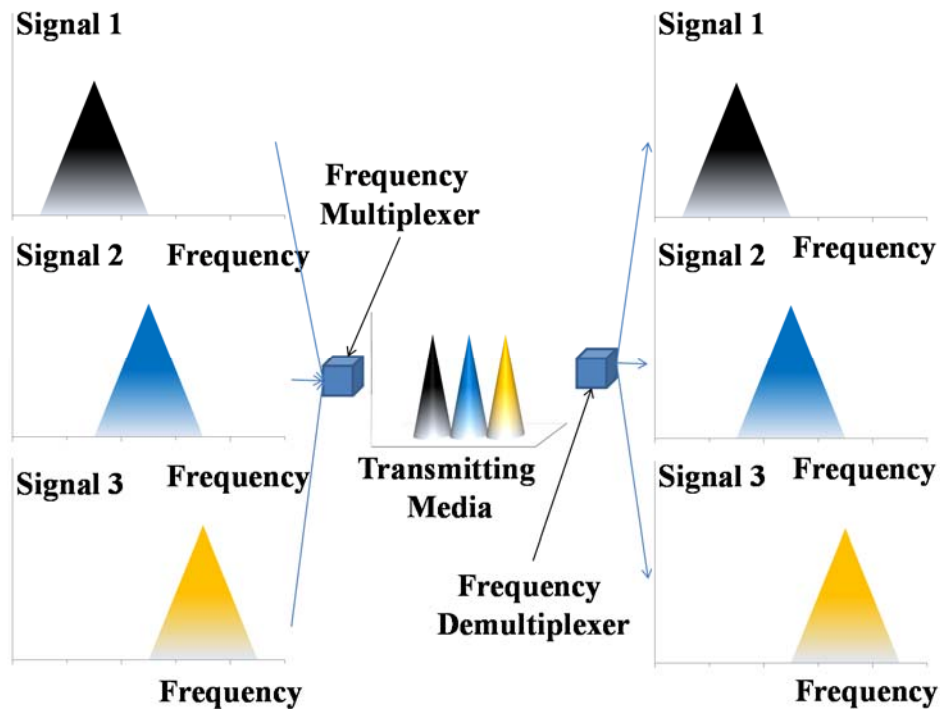 Signal 1
Frequency
Signal 2
Frequency
Signal 3
Frequency
Frequency
Multiplexer
Transmitting
Media
Frequency
Demultiplexer
Signal 1
Frequency
Signal 2
Frequency
Signal 3
Frequency